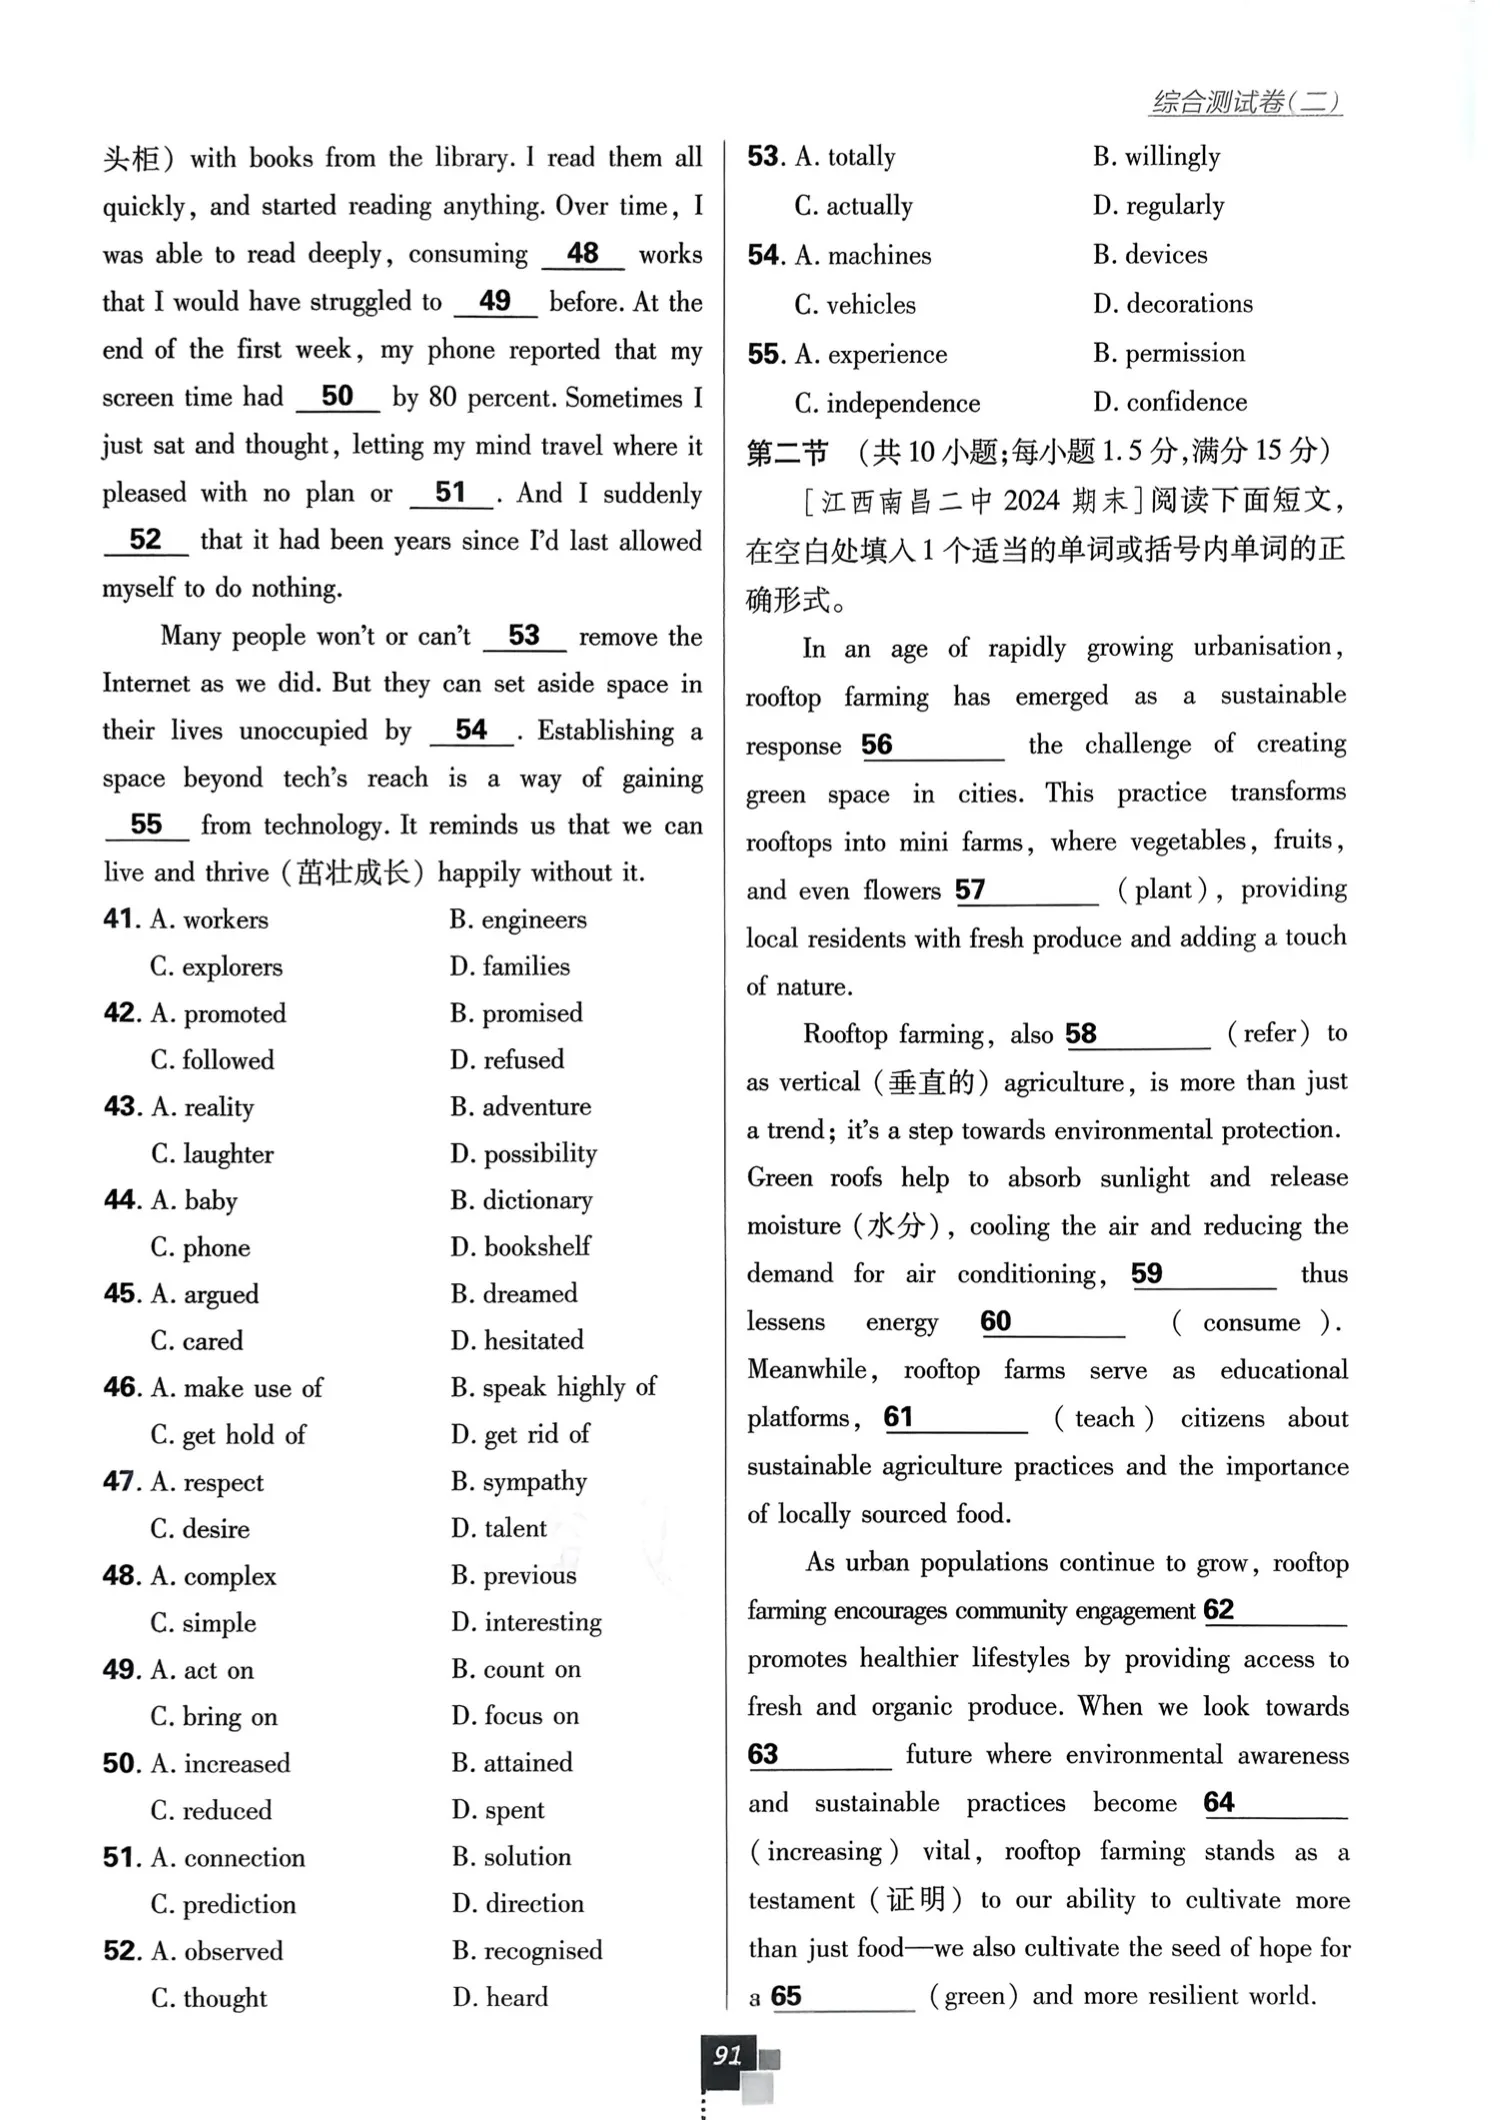 综合测试卷(二)
头柜) with books from the library. I read them all
quickly, and started reading anything. Over time, I
was able to read deeply, consuming 48 works
that I would have struggled to 49 before. At the
end of the first week, my phone reported that my
screen time had 50 by 80 percent. Sometimes I
just sat and thought, letting my mind travel where it
pleased with no plan or 51. And I suddenly
52 that it had been years since I'd last allowed
myself to do nothing.
Many people won't or can't 53 remove the
Internet as we did. But they can set aside space in
their lives unoccupied by 54. Establishing a
space beyond tech's reach is a way of gaining
55 from technology. It reminds us that we can
live and thrive (茁壮成长) happily without it.
41. A. workers B. engineers
C. explorers D. families
42. A. promoted B. promised
C. followed D. refused
43. A. reality B. adventure
C. laughter D. possibility
44. A. baby B. dictionary
C. phone D. bookshelf
45. A. argued B. dreamed
C. cared D. hesitated
46. A. make use of B. speak highly of
C. get hold of D. get rid of
47. A. respect B. sympathy
C. desire D. talent
48. A. complex B. previous
C. simple D. interesting
49. A. act on B. count on
C. bring on D. focus on
50. A. increased B. attained
C. reduced D. spent
51. A. connection B. solution
C. prediction D. direction
52. A. observed B. recognised
C. thought D. heard
53. A. totally B. willingly
C. actually D. regularly
54. A. machines B. devices
C. vehicles D. decorations
55. A. experience B. permission
C. independence D. confidence
第二节 (共10小题;每小题1.5分,满分15分)
[江西南昌二中2024期末]阅读下面短文,
在空白处填入1个适当的单词或括号内单词的正
确形式。
In an age of rapidly growing urbanisation,
rooftop farming has emerged as a sustainable
response 56 the challenge of creating
green space in cities. This practice transforms
rooftops into mini farms, where vegetables, fruits,
and even flowers 57 (plant), providing
local residents with fresh produce and adding a touch
of nature.
Rooftop farming, also 58 (refer) to
as vertical (垂直的) agriculture, is more than just
a trend; it's a step towards environmental protection.
Green roofs help to absorb sunlight and release
moisture (水分), cooling the air and reducing the
demand for air conditioning, 59 thus
lessens energy 60 (consume).
Meanwhile, rooftop farms serve as educational
platforms, 61 (teach) citizens about
sustainable agriculture practices and the importance
of locally sourced food.
As urban populations continue to grow, rooftop
farming encourages community engagement 62
promotes healthier lifestyles by providing access to
fresh and organic produce. When we look towards
63 future where environmental awareness
and sustainable practices become 64
(increasing) vital, rooftop farming stands as a
testament (证明) to our ability to cultivate more
than just food—we also cultivate the seed of hope for
a 65 (green) and more resilient world.
91